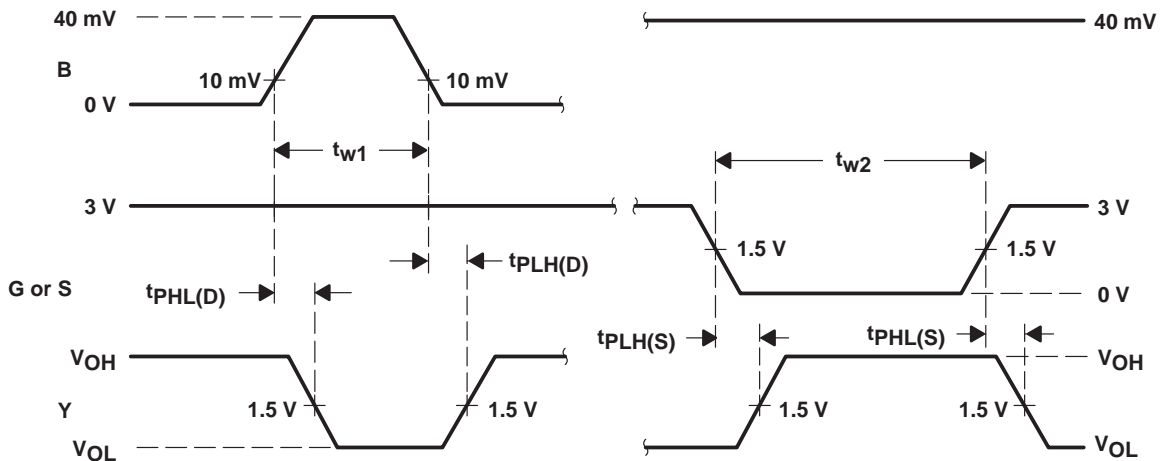 40 mV
40 mV
B
10 mV
10 mV
0 V
tw1
tw2
3 V
3 V
1.5 V
1.5 V
tPLH(D)
G or S
tPHL(D)
0 V
tPLH(S)
tPHL(S)
VOH
VOH
Y
1.5 V
1.5 V
1.5 V
1.5 V
VOL
VOL